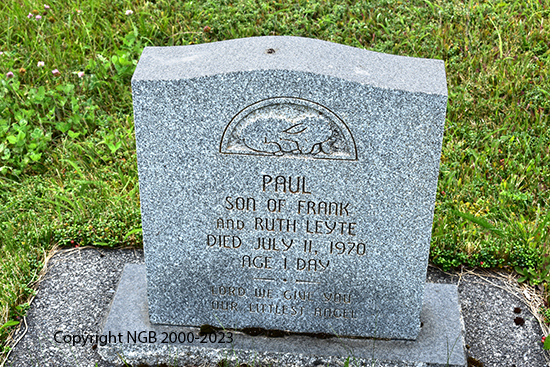 PAUL
SON OF FRANK
AND RUTH LEYTE
DIED JULY 11, 1970
AGE 1 DAY
LORD WE GIVE YOU
OUR LITTLEST ANGEL
Copyright NGB 2000-2023